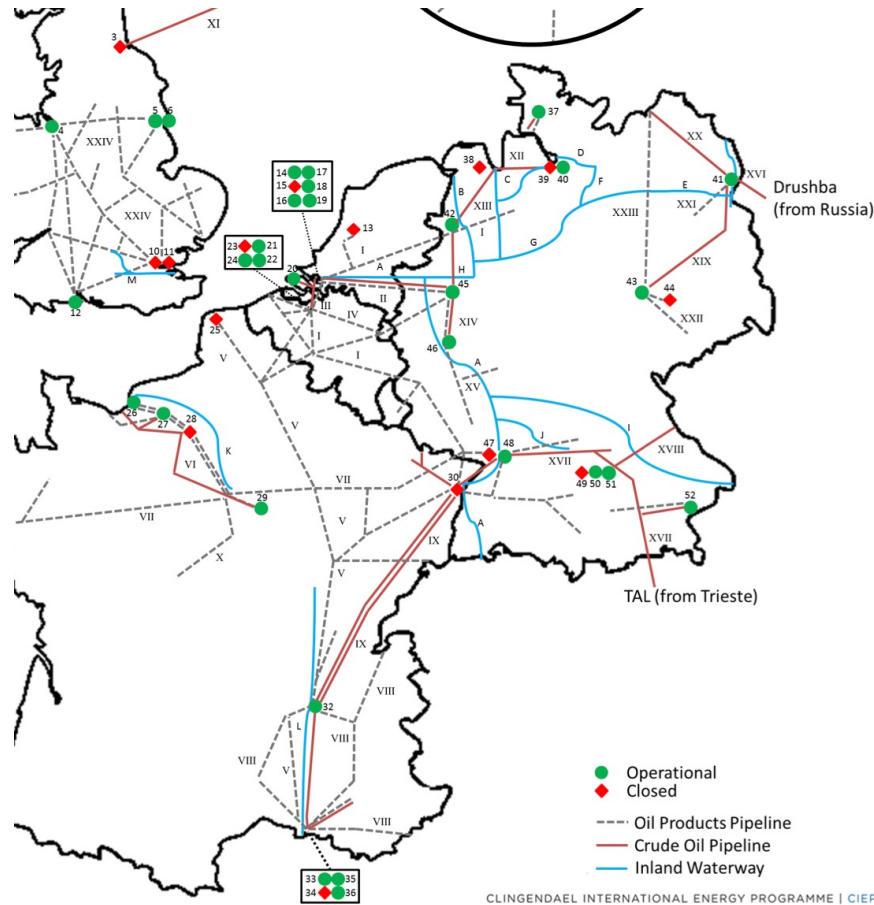 XI
3
5 6
4
XXIV
37
XX
38
XII
D
14 17
15 18
16 19
39 40
41
XVI
B
C
F
E
Drushba
(from Russia)
XXIV
13
42
XIII
I
XXIII
XXI
23 21
24 22
I
G
10 11
20
A
H
XIX
M
II
45
43 44
12
III
IV
XIV
XXII
25
I
46
V
I
A
XV
26
27
28
K
V
J
I
47 48
XVIII
VI
XVII
VII
30
49 50 51
29
52
VII
V
A
X
IX
XVII
V
TAL (from Trieste)
IX
VIII
32
L
VIII
VIII
V
Operational
Closed
VIII
Oil Products Pipeline
Crude Oil Pipeline
33 35
34 36
Inland Waterway
CLINGENDAEL INTERNATIONAL ENERGY PROGRAMME | CIEP